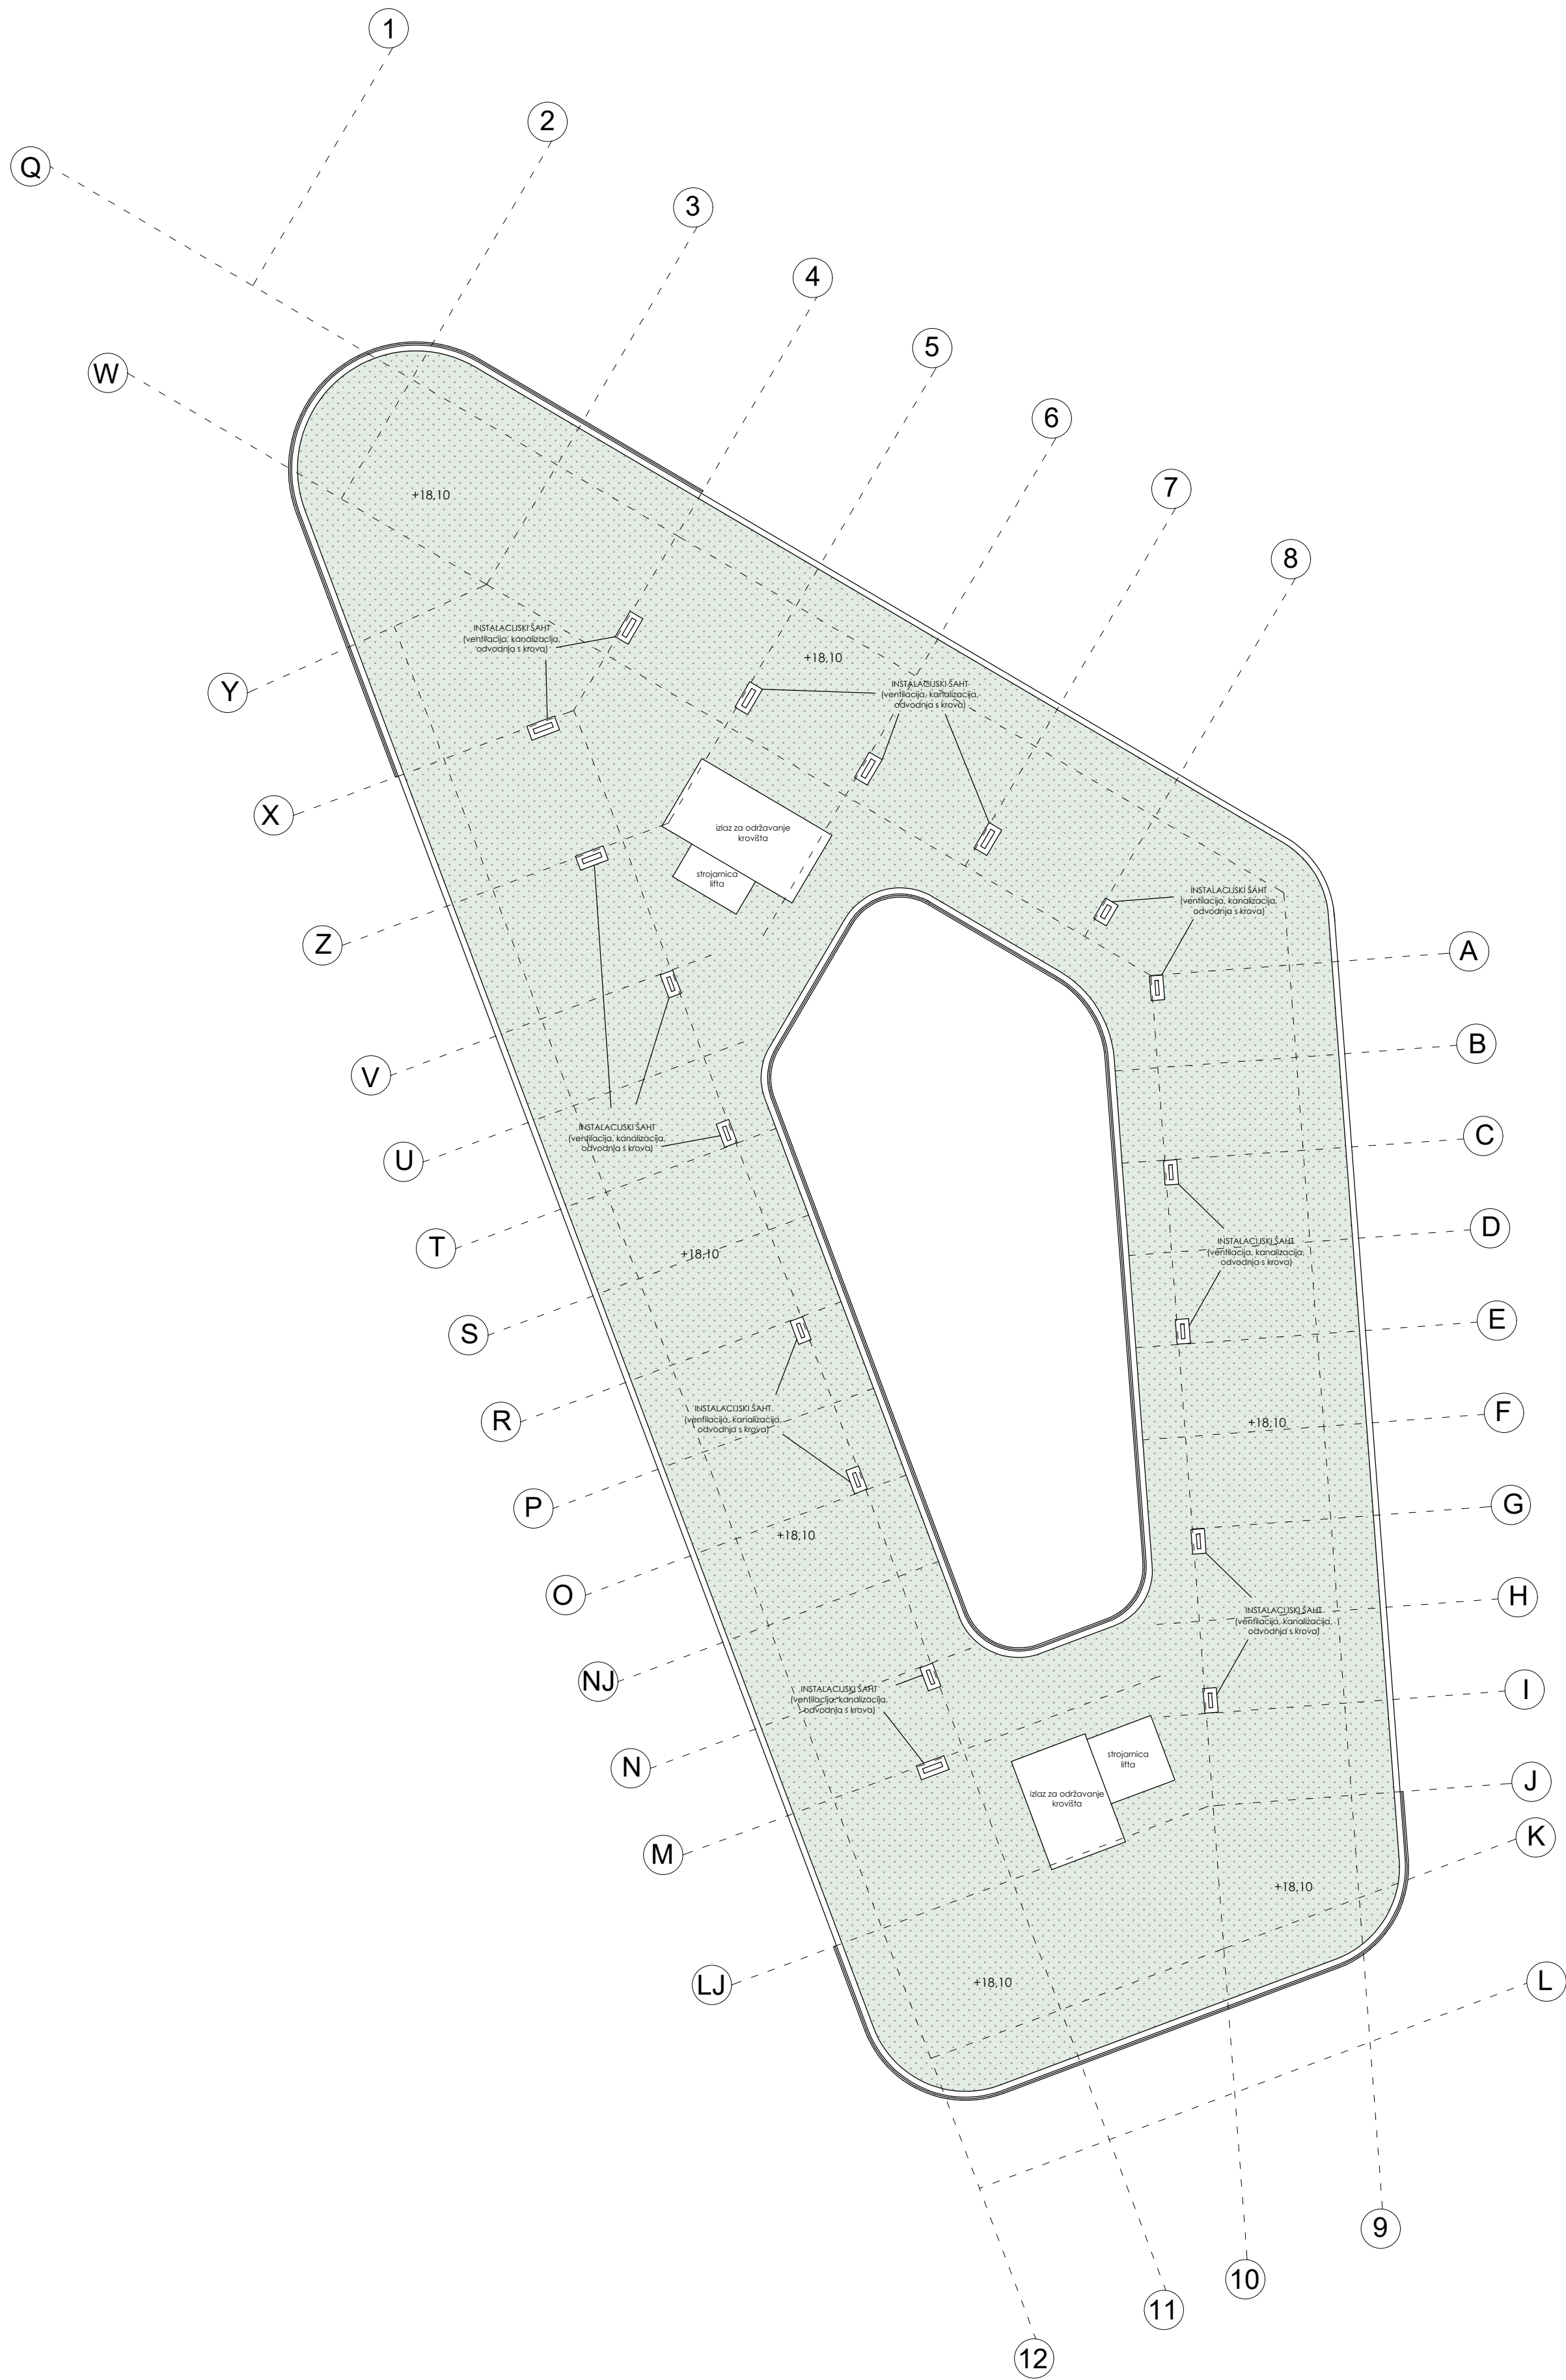 1
2
Q
3
4
5
W
6
7
+18,10
8
INSTALACIJSKI ŠAHT
(ventilacija, kanalizacija,
odvodnja s krova)
+18,10
Y
INSTALACIJSKI ŠAHT
(ventilacija, kanalizacija,
odvodnja s krova)
X
izlaz za održavanje
krovišta
strojarnica
lifta
INSTALACIJSKI ŠAHT
(ventilacija, kanalizacija,
odvodnja s krova)
Z
A
B
V
INSTALACIJSKI ŠAHT
(ventilacija, kanalizacija,
odvodnja s krova)
C
U
D
T
+18,10
INSTALACIJSKI ŠAHT
(ventilacija, kanalizacija,
odvodnja s krova)
E
S
INSTALACIJSKI ŠAHT
(ventilacija, kanalizacija,
odvodnja s krova)
F
R
+18,10
G
P
+18,10
O
H
INSTALACIJSKI ŠAHT
(ventilacija, kanalizacija,
odvodnja s krova)
NJ
INSTALACIJSKI ŠAHT
(ventilacija, kanalizacija,
odvodnja s krova)
I
N
strojarnica
lifta
izlaz za održavanje
krovišta
J
K
M
+18,10
LJ
+18,10
L
9
10
11
12